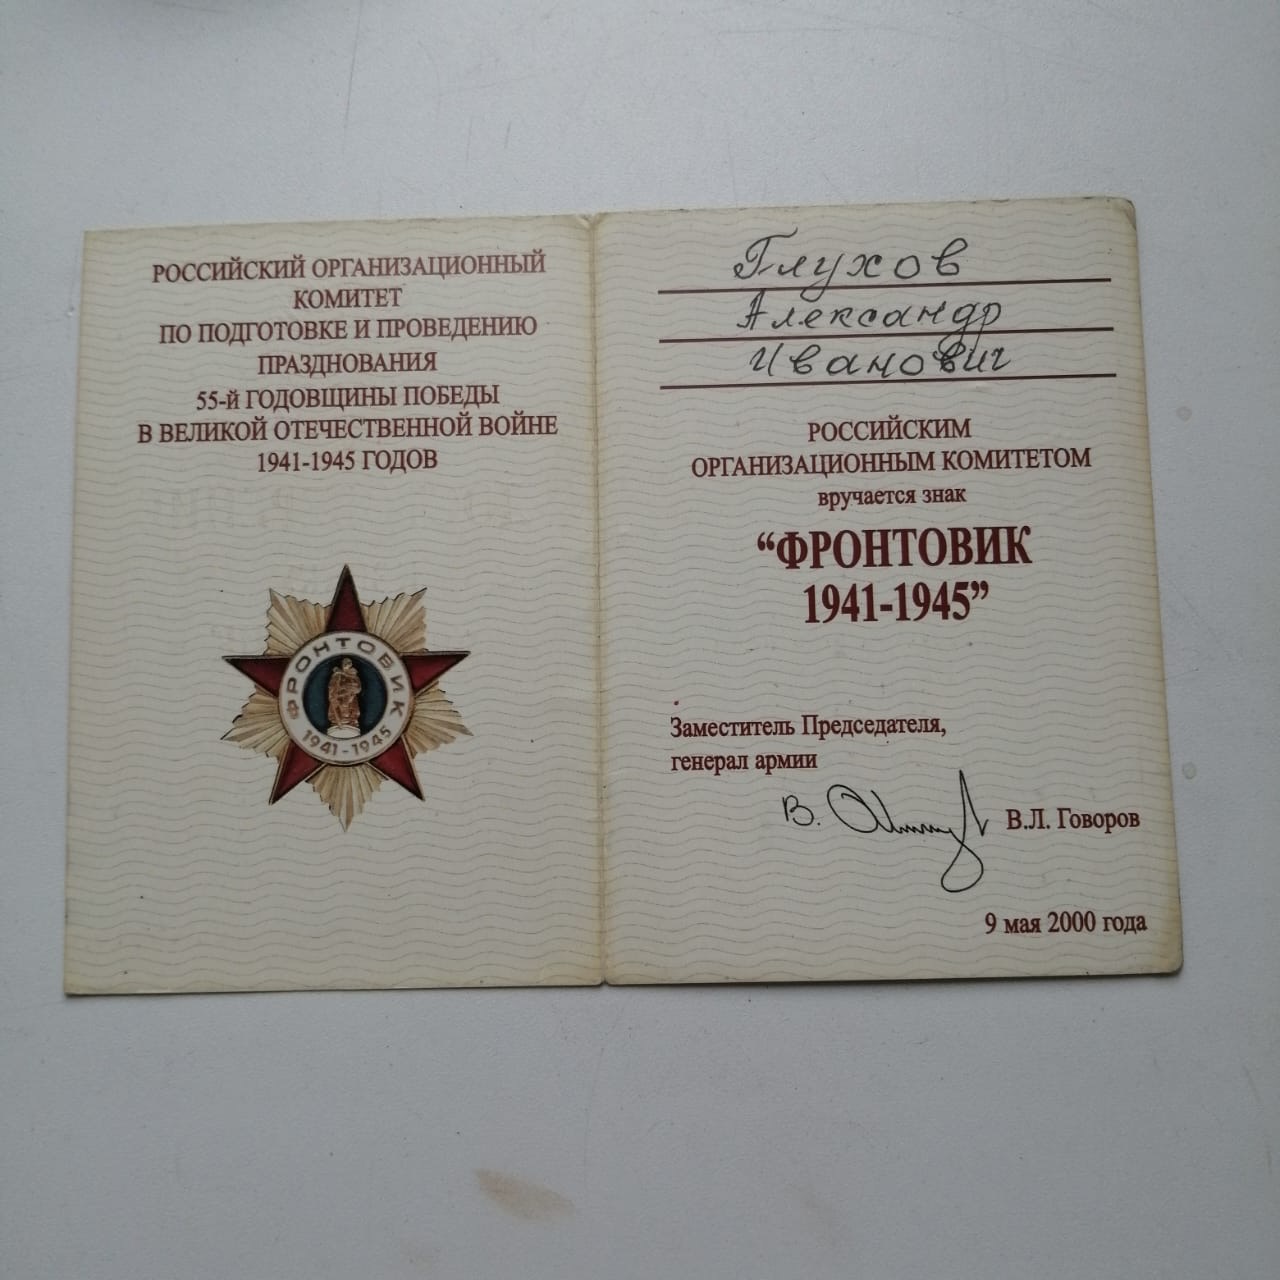 РОССИЙСКИЙ ОРГАНИЗАЦИОННЫЙ
КОМИТЕТ
ПО ПОДГОТОВКЕ И ПРОВЕДЕНИЮ
ПРАЗДНОВАНИЯ
55-й ГОДОВЩИНЫ ПОБЕДЫ
В ВЕЛИКОЙ ОТЕЧЕСТВЕННОЙ ВОЙНЕ
1941-1945 ГОДОВ
ФРОНТОВИК
1941-1945
Глухов
Александр
Иванович
РОССИЙСКИМ
ОРГАНИЗАЦИОННЫМ КОМИТЕТОМ
вручается знак
“ФРОНТОВИК
1941-1945”
Заместитель Председателя,
генерал армии
В.Л. Говоров
9 мая 2000 года